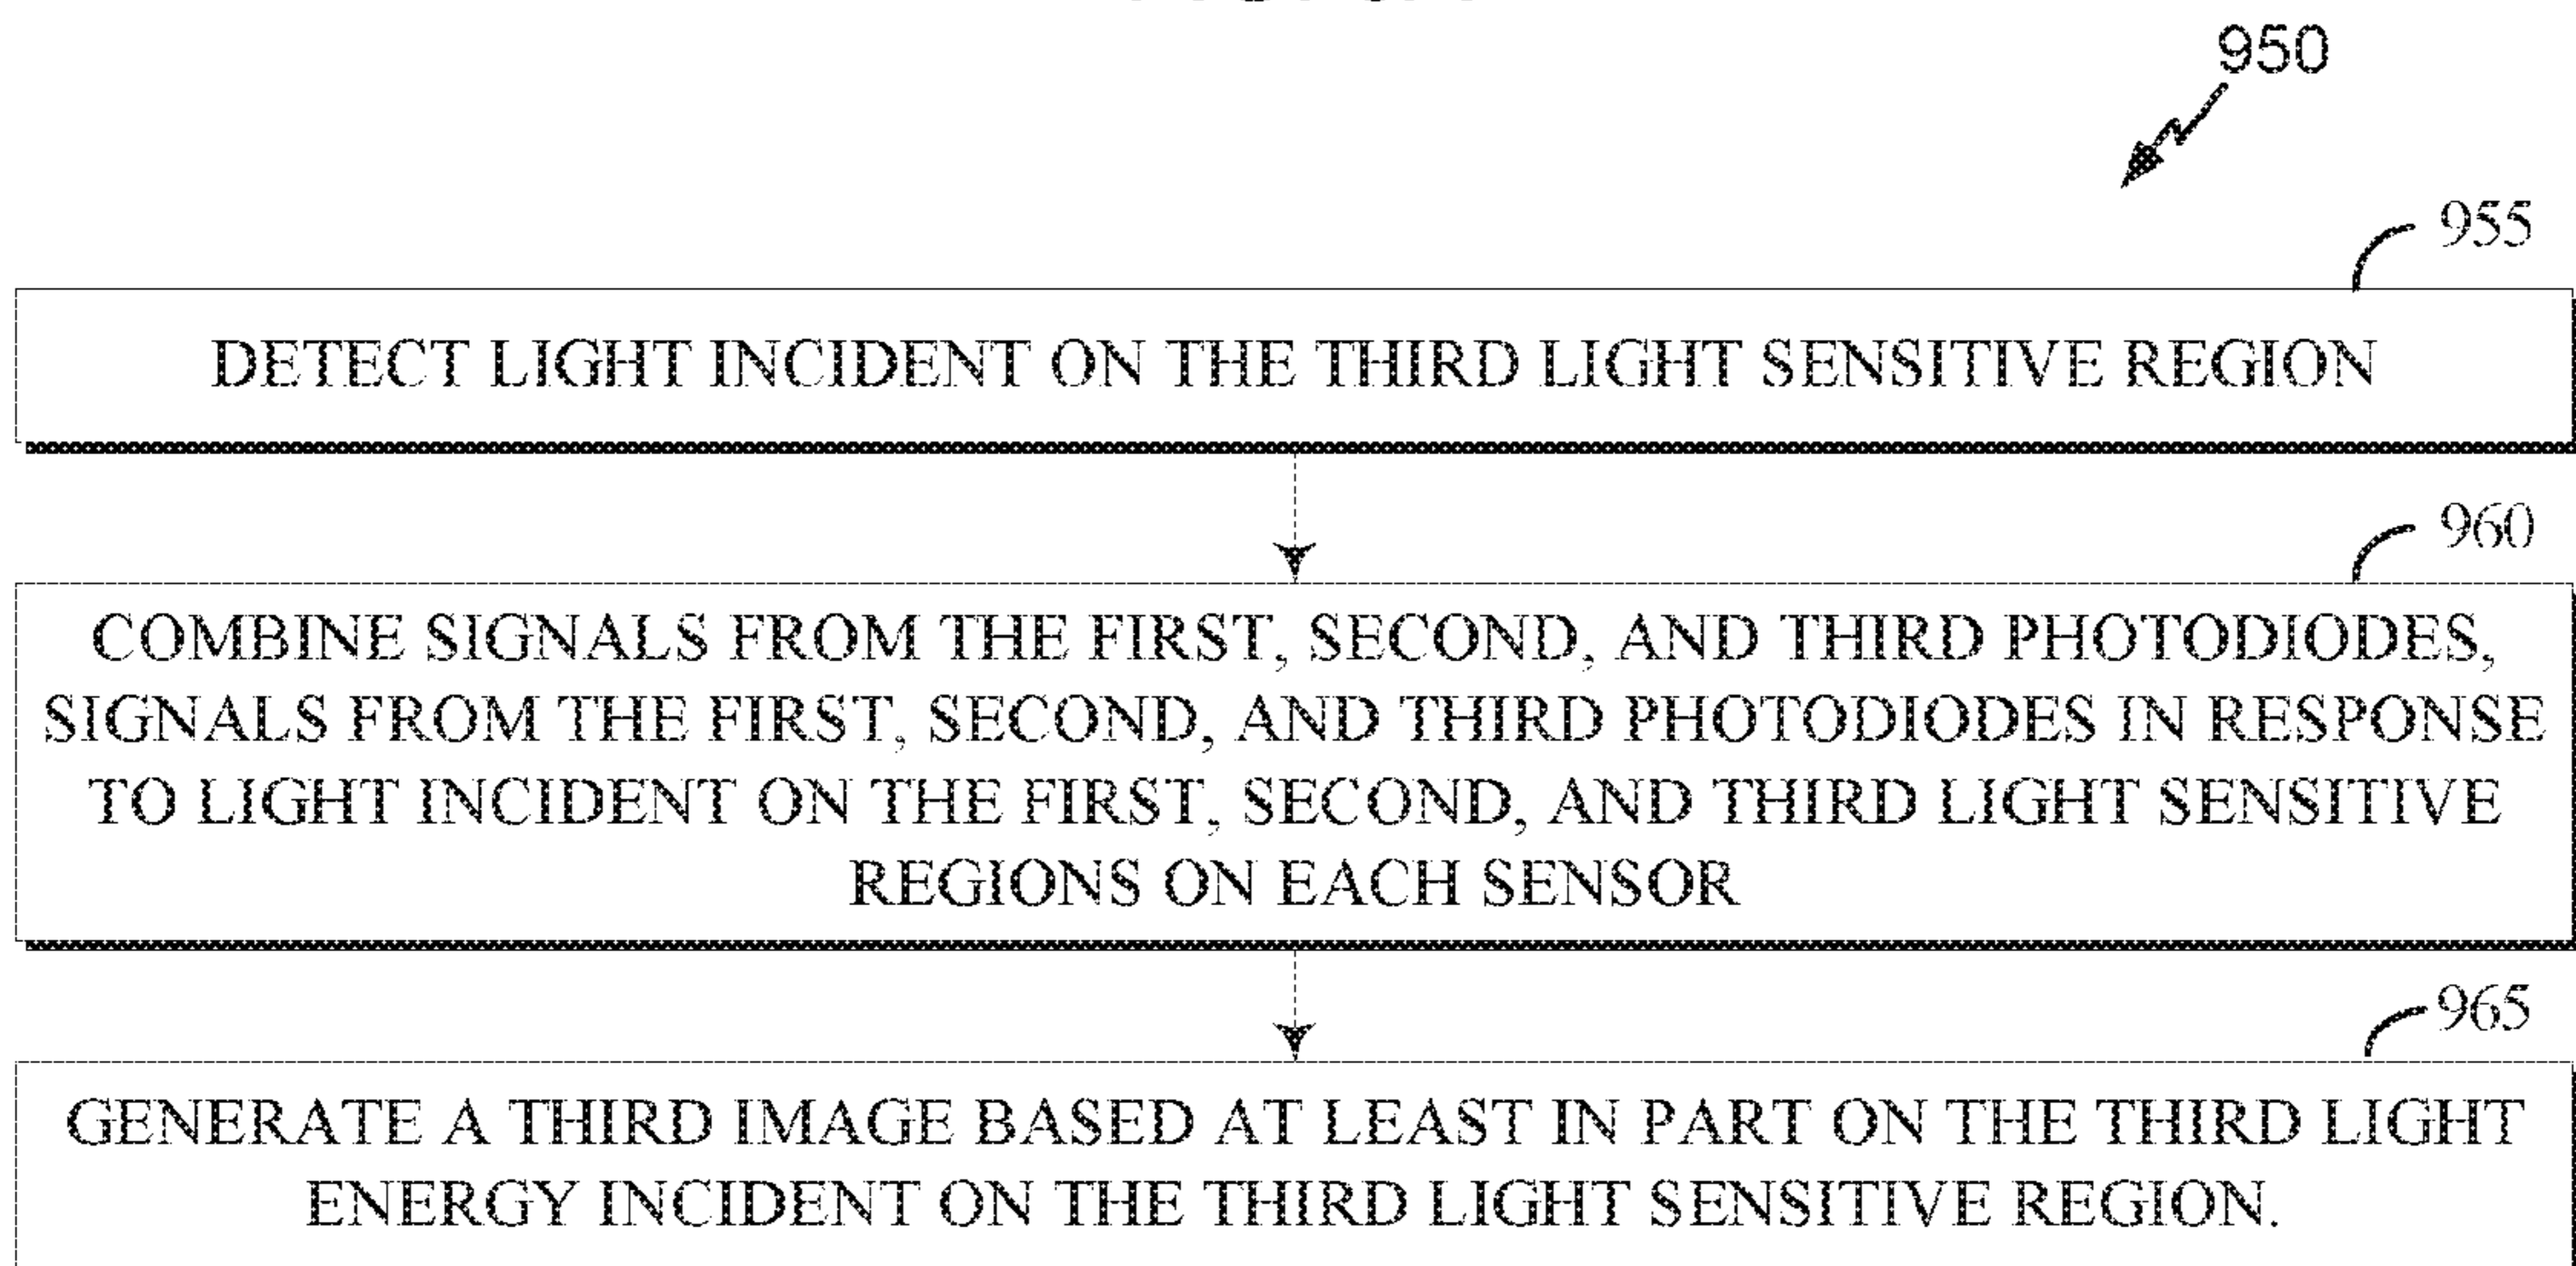 950
955
DETECT LIGHT INCIDENT ON THE THIRD LIGHT SENSITIVE REGION
960
COMBINE SIGNALS FROM THE FIRST, SECOND, AND THIRD PHOTODIODES,
SIGNALS FROM THE FIRST, SECOND, AND THIRD PHOTODIODES IN RESPONSE
TO LIGHT INCIDENT ON THE FIRST, SECOND, AND THIRD LIGHT SENSITIVE
REGIONS ON EACH SENSOR
965
GENERATE A THIRD IMAGE BASED AT LEAST IN PART ON THE THIRD LIGHT
ENERGY INCIDENT ON THE THIRD LIGHT SENSITIVE REGION.